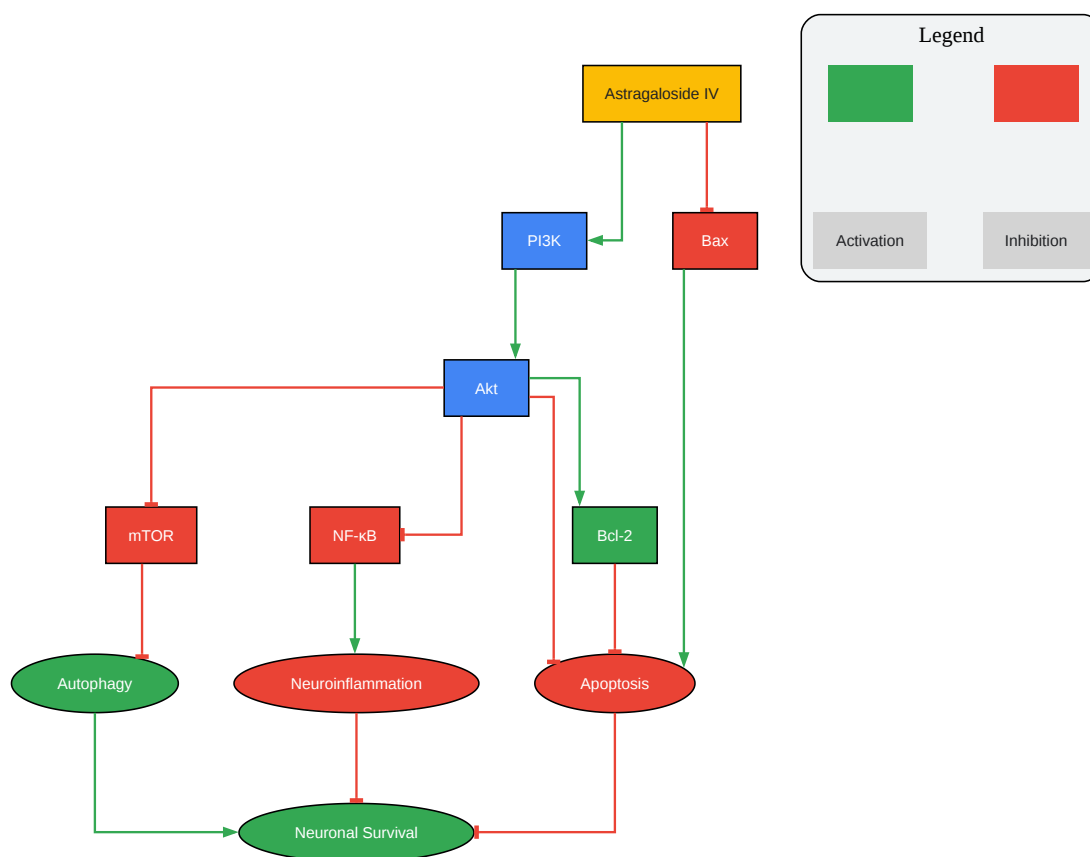 Legend
Astragaloside IV
PI3K
Bax
Activation
Inhibition
Akt
mTOR
NF-κB
Bcl-2
Autophagy
Neuroinflammation
Apoptosis
Neuronal Survival